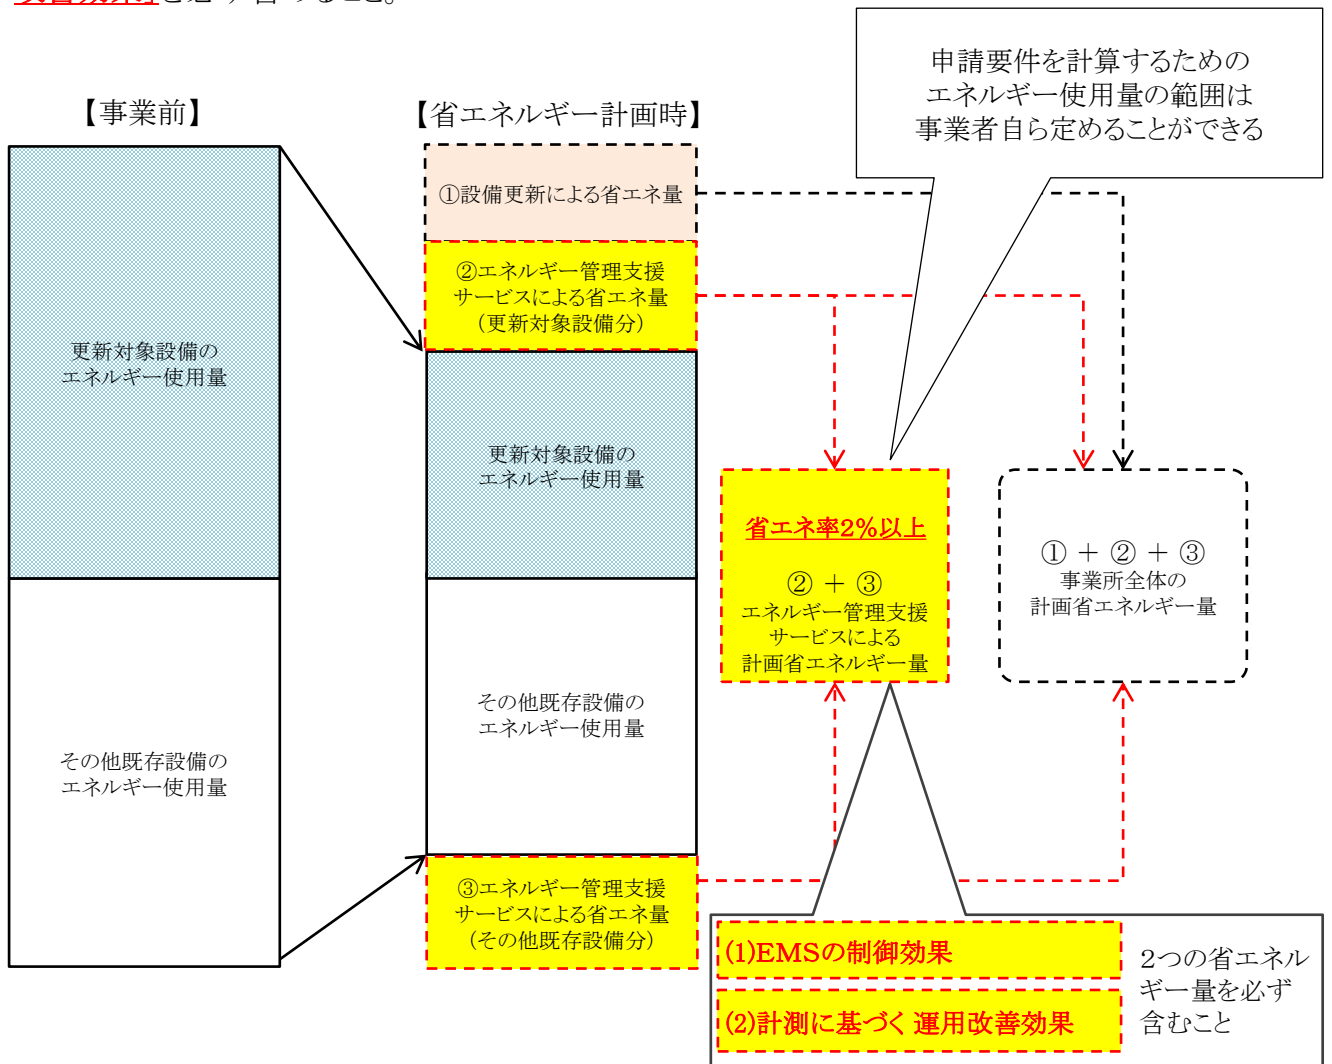 を必ず含めること。
【事業前】
【省エネルギー計画時】
申請要件を計算するための
エネルギー使用量の範囲は
事業者自ら定めることができる
①設備更新による省エネ量
②エネルギー管理支援
サービスによる省エネ量
（更新対象設備分）
更新対象設備の
エネルギー使用量
更新対象設備の
エネルギー使用量
省エネ率2％以上
② ＋ ③
エネルギー管理支援
サービスによる
計画省エネルギー量
① ＋ ② ＋ ③
事業所全体の
計画省エネルギー量
その他既存設備の
エネルギー使用量
その他既存設備の
エネルギー使用量
③エネルギー管理支援
サービスによる省エネ量
（その他既存設備分）
(1)EMSの制御効果
(2)計測に基づく運用改善効果
2つの省エネル
ギー量を必ず
含むこと